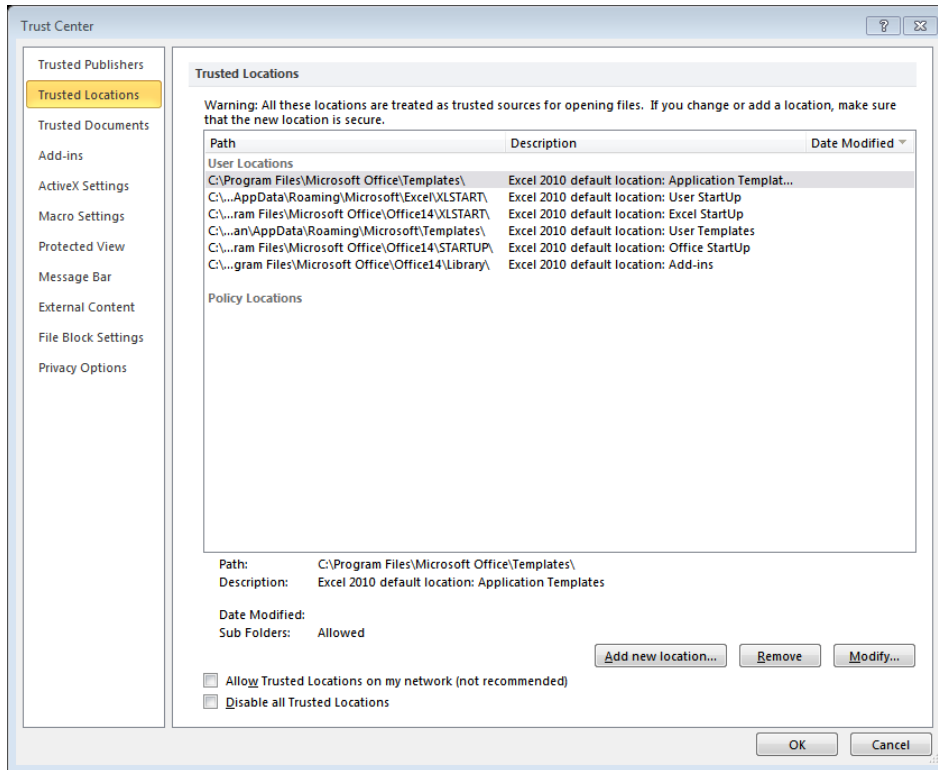 Trust Center
Trusted Publishers
Trusted Locations
Trusted Documents
Add-ins
ActiveX Settings
Macro Settings
Protected View
Message Bar
External Content
File Block Settings
Privacy Options
Trusted Locations
Warning: All these locations are treated as trusted sources for opening files. If you change or add a location, make sure
that the new location is secure.
Path Description Date Modified
User Locations
C:\Program Files\Microsoft Office\Templates\ Excel 2010 default location: Application Templat...
C:\...AppData\Roaming\Microsoft\Excel\XLSTART\ Excel 2010 default location: User StartUp
C:\...ram Files\Microsoft Office\Office14\XLSTART\ Excel 2010 default location: Excel StartUp
C:\...an\AppData\Roaming\Microsoft\Templates\ Excel 2010 default location: User Templates
C:\...ram Files\Microsoft Office\Office14\STARTUP\ Excel 2010 default location: Office StartUp
C:\...gram Files\Microsoft Office\Office14\Library\ Excel 2010 default location: Add-ins
Policy Locations
Path: C:\Program Files\Microsoft Office\Templates\
Description: Excel 2010 default location: Application Templates
Date Modified:
Sub Folders: Allowed
Add new location... Remove Modify...
Allow Trusted Locations on my network (not recommended)
Disable all Trusted Locations
OK Cancel